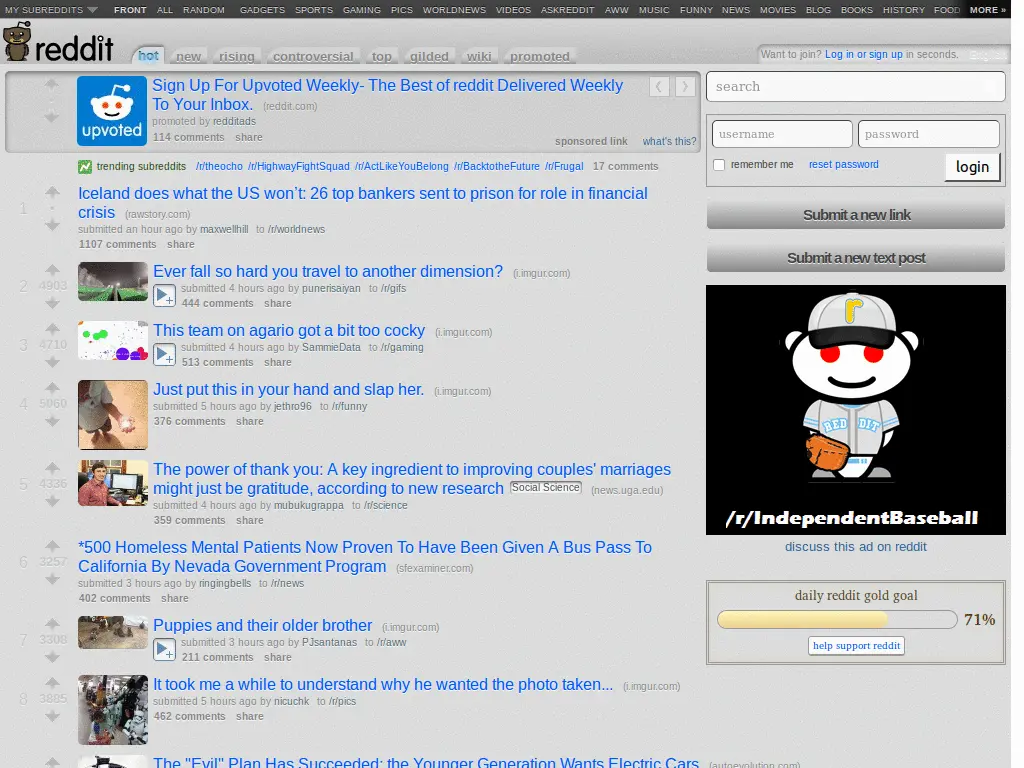 MY SUBREDDITS FRONT ALL RANDOM GADGETS SPORTS GAMING PICS WORLDNEWS VIDEOS ASKREDDIT AWW MUSIC FUNNY NEWS MOVIES BLOG BOOKS HISTORY FOOD MORE »
reddit hot new rising controversial top gilded wiki promoted
Want to join? Log in or sign up in seconds. English
Sign Up For Upvoted Weekly- The Best of reddit Delivered Weekly
To Your Inbox. (reddit.com)
promoted by redditads
114 comments share
sponsored link what's this?
upvoted
search
username password
remember me reset password login
Submit a new link
Submit a new text post
r
REDDIT
/r/IndependentBaseball
discuss this ad on reddit
daily reddit gold goal
71%
help support reddit
trending subreddits /r/theocho /r/HighwayFightSquad /r/ActLikeYouBelong /r/BacktotheFuture /r/Frugal 17 comments
1
Iceland does what the US won't: 26 top bankers sent to prison for role in financial
crisis (rawstory.com)
submitted an hour ago by maxwellhill to /r/worldnews
1107 comments share
2 4903
Ever fall so hard you travel to another dimension? (i.imgur.com)
submitted 4 hours ago by punerisaiyan to /r/gifs
444 comments share
3 4710
This team on agario got a bit too cocky (i.imgur.com)
submitted 4 hours ago by SammieData to /r/gaming
513 comments share
4 5060
Just put this in your hand and slap her. (i.imgur.com)
submitted 5 hours ago by jethro96 to /r/funny
376 comments share
5 4336
The power of thank you: A key ingredient to improving couples' marriages
might just be gratitude, according to new research Social Science (news.uga.edu)
submitted 4 hours ago by mubukugrappa to /r/science
359 comments share
6 3257
*500 Homeless Mental Patients Now Proven To Have Been Given A Bus Pass To
California By Nevada Government Program (sfexaminer.com)
submitted 3 hours ago by ringingbells to /r/news
402 comments share
7 3308
Puppies and their older brother (i.imgur.com)
submitted 3 hours ago by PJsantanas to /r/aww
211 comments share
8 3885
It took me a while to understand why he wanted the photo taken... (i.imgur.com)
submitted 5 hours ago by nicuchk to /r/pics
462 comments share
The "Evil" Plan Has Succeeded: the Younger Generation Wants Electric Cars (autoevolution.com)